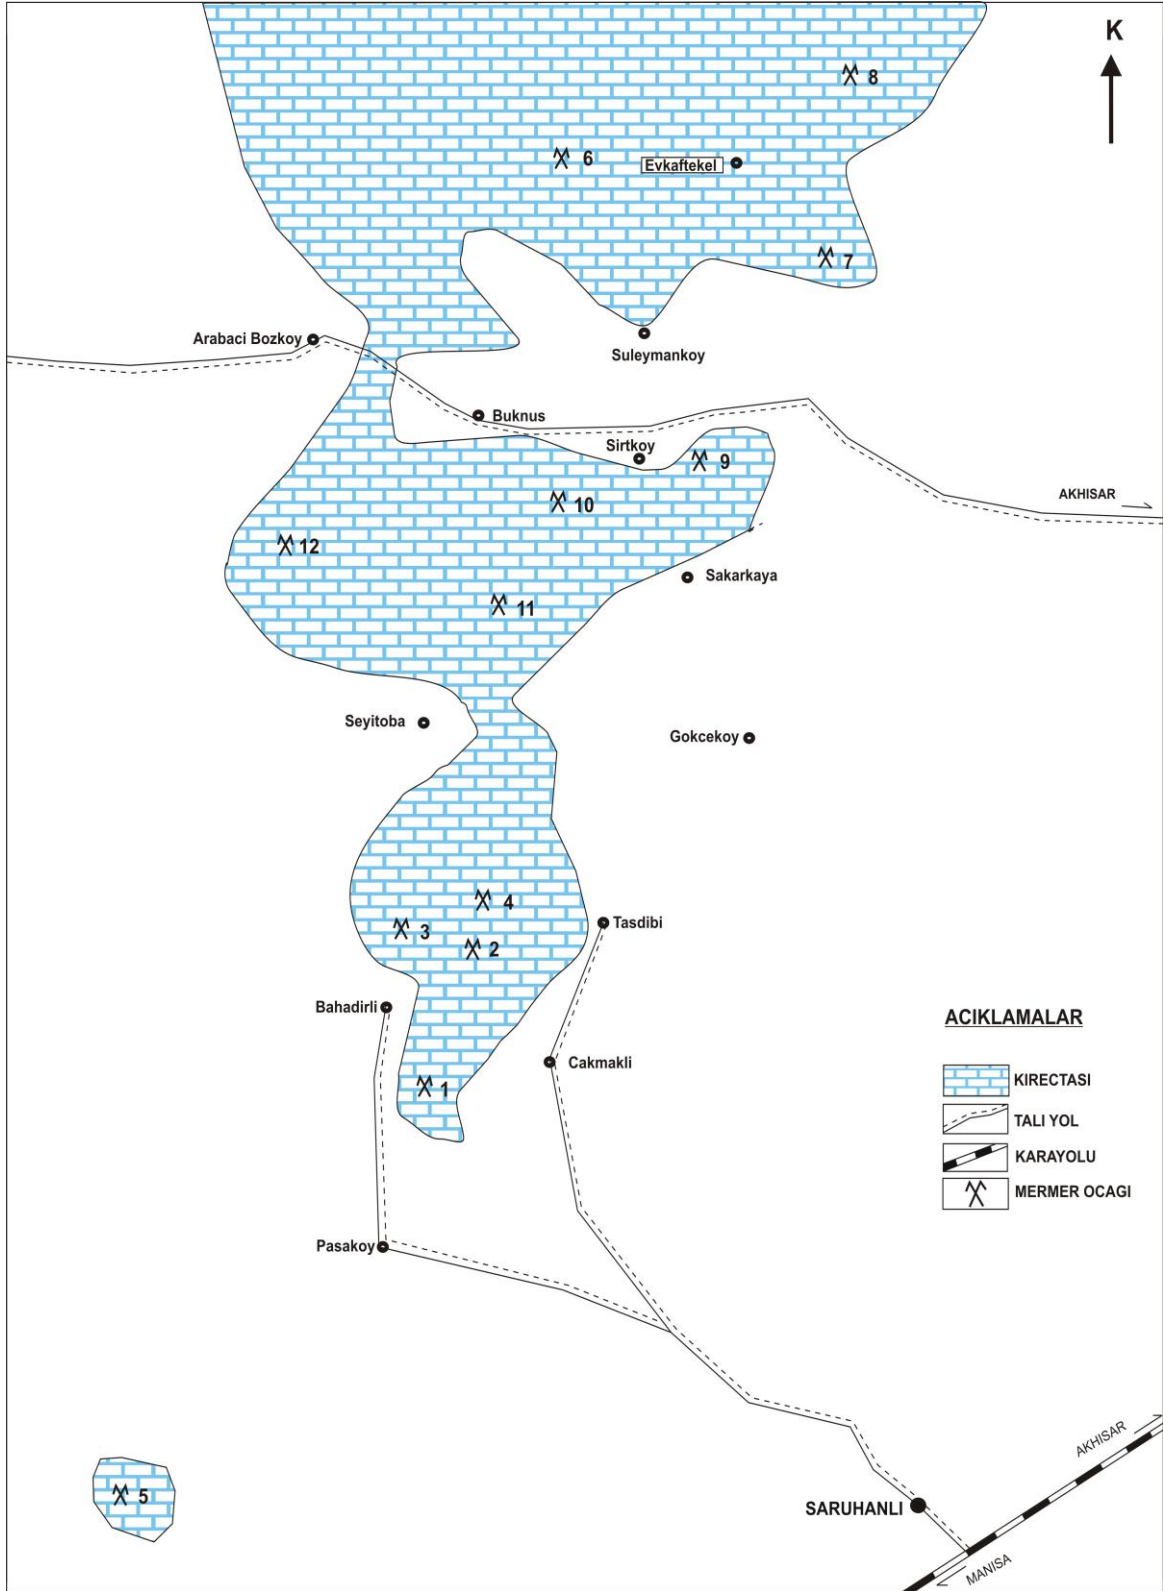 K
8
6
Evkaftekel
7
Arabaci Bozkoy
Suleymankoy
Buknus
Sirtkoy
9
10
AKHISAR
12
Sakarkaya
11
Seyitoba
Gokcekoy
4
3
2
Tasdibi
Bahadirli
Cakmakli
1
ACIKLAMALAR
KIRECTASI
TALI YOL
KARAYOLU
MERMER OCAGI
Pasakoy
AKHISAR
5
SARUHANLI
MANISA